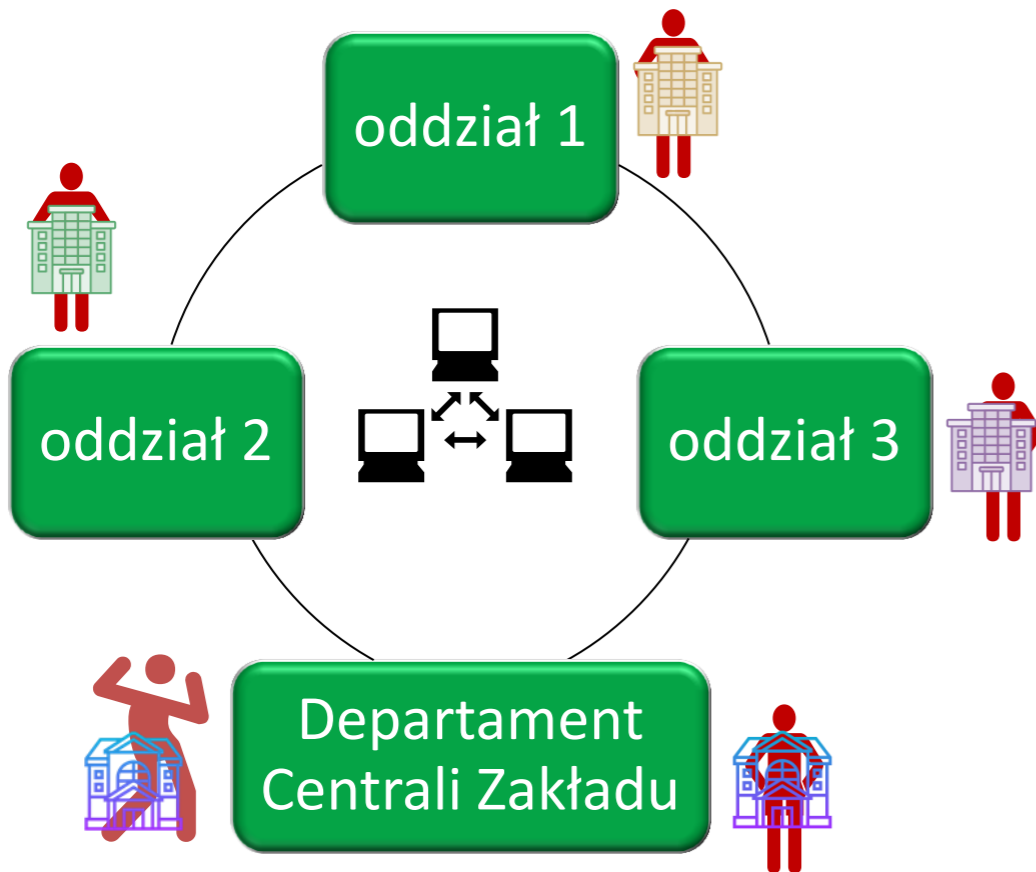 oddział 1
oddział 2
oddział 3
Departament
Centrali Zakładu